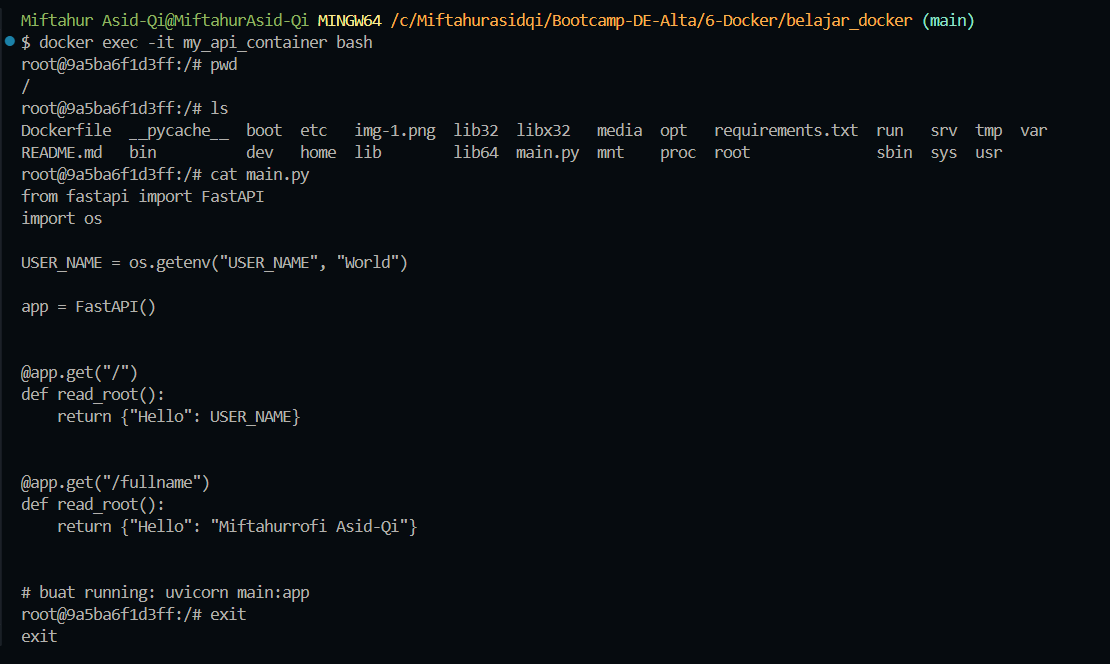 Miftahur Asid-Qi@MiftahurAsid-Qi MINGW64 /c/Miftahurasidqi/Bootcamp-DE-Alta/6-Docker/belajar_docker (main)
$ docker exec -it my_api_container bash
root@9a5ba6f1d3ff:/# pwd
/
root@9a5ba6f1d3ff:/# ls
Dockerfile  __pycache__  boot  etc   img-1.png  lib32  libx32   media  opt   requirements.txt  run   srv  tmp  var
README.md   bin          dev   home  lib        lib64  main.py  mnt    proc  root              sbin  sys  usr
root@9a5ba6f1d3ff:/# cat main.py
from fastapi import FastAPI
import os

USER_NAME = os.getenv("USER_NAME", "World")

app = FastAPI()


@app.get("/")
def read_root():
    return {"Hello": USER_NAME}


@app.get("/fullname")
def read_root():
    return {"Hello": "Miftahurrofi Asid-Qi"}


# buat running: uvicorn main:app
root@9a5ba6f1d3ff:/# exit
exit